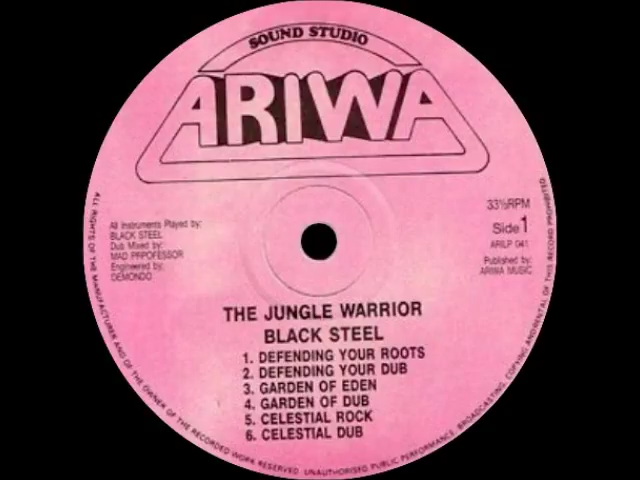 SOUND STUDIO
ARIWA
All Instruments Played by:
BLACK STEEL
Dub Mixed by:
MAD PRPOFESSOR
Engineered by:
DEMONDO
33⅓RPM
Side 1
ARILP 041
Published by:
ARIWA MUSIC
THE JUNGLE WARRIOR
BLACK STEEL
1. DEFENDING YOUR ROOTS
2. DEFENDING YOUR DUB
3. GARDEN OF EDEN
4. GARDEN OF DUB
5. CELESTIAL ROCK
6. CELESTIAL DUB
ALL RIGHTS OF THE MANUFACTURER AND OF THE OWNER OF THE RECORDED WORK RESERVED. UNAUTHORISED PUBLIC PERFORMANCE, BROADCASTING, COPYING AND RENTAL OF THIS RECORD PROHIBITED